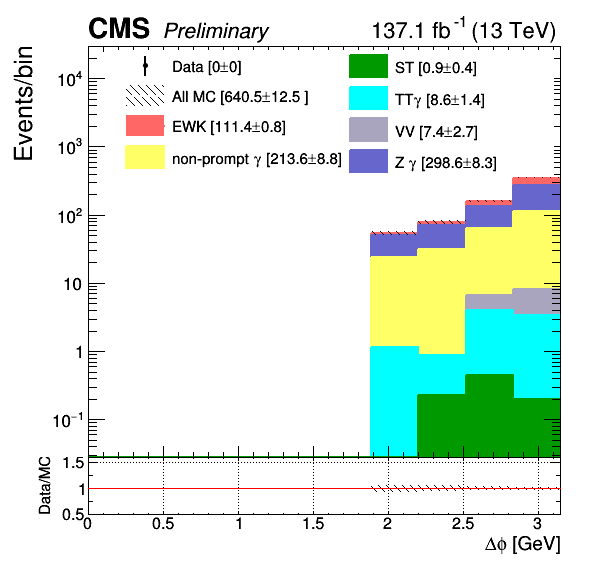 CMS Preliminary 137.1 fb⁻¹ (13 TeV)
Events/bin
Data [0±0]
All MC [640.5±12.5 ]
EWK [111.4±0.8]
non-prompt γ [213.6±8.8]
ST [0.9±0.4]
TTγ [8.6±1.4]
VV [7.4±2.7]
Z γ [298.6±8.3]
10⁴
10³
10²
10
1
10⁻¹
Data/MC
1.5
1
0.5
0 0.5 1 1.5 2 2.5 3
Δϕ [GeV]